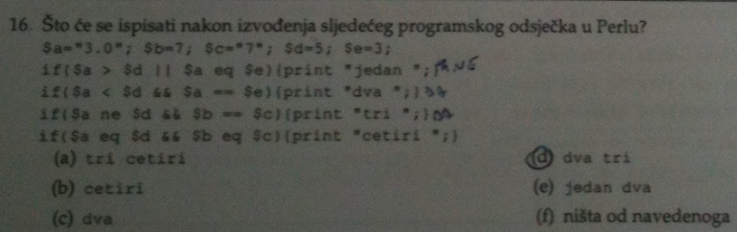 16. Što će se ispisati nakon izvođenja sljedećeg programskog odsječka u Perlu?
$a="3.0"; $b=7; $c="7"; $d=5; $e=3;
if($a > $d || $a eq $e){print "jedan ";} NE
if($a < $d && $a == $e){print "dva ";} DA
if($a ne $d && $b == $c){print "tri ";} DA
if($a eq $d && $b eq $c){print "cetiri ";}
(a) tri cetiri (d) dva tri
(b) cetiri (e) jedan dva
(c) dva (f) ništa od navedenoga